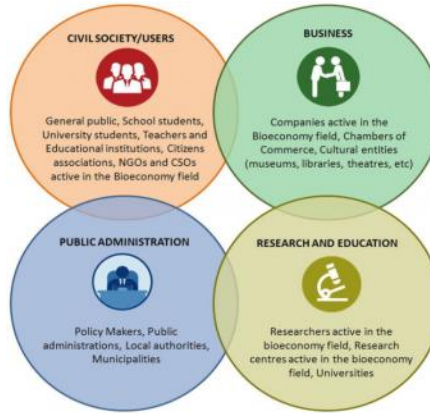 CIVIL SOCIETY/USERS
General public, School students,
University students, Teachers and
Educational institutions, Citizens
associations, NGOs and CSOs
active in the Bioeconomy field
BUSINESS
Companies active in the
Bioeconomy field, Chambers of
Commerce, Cultural entities
(museums, libraries, theatres, etc)
PUBLIC ADMINISTRATION
Policy Makers, Public
administrations, Local authorities,
Municipalities
RESEARCH AND EDUCATION
Researchers active in the
bioeconomy field, Research
centres active in the bioeconomy
field, Universities